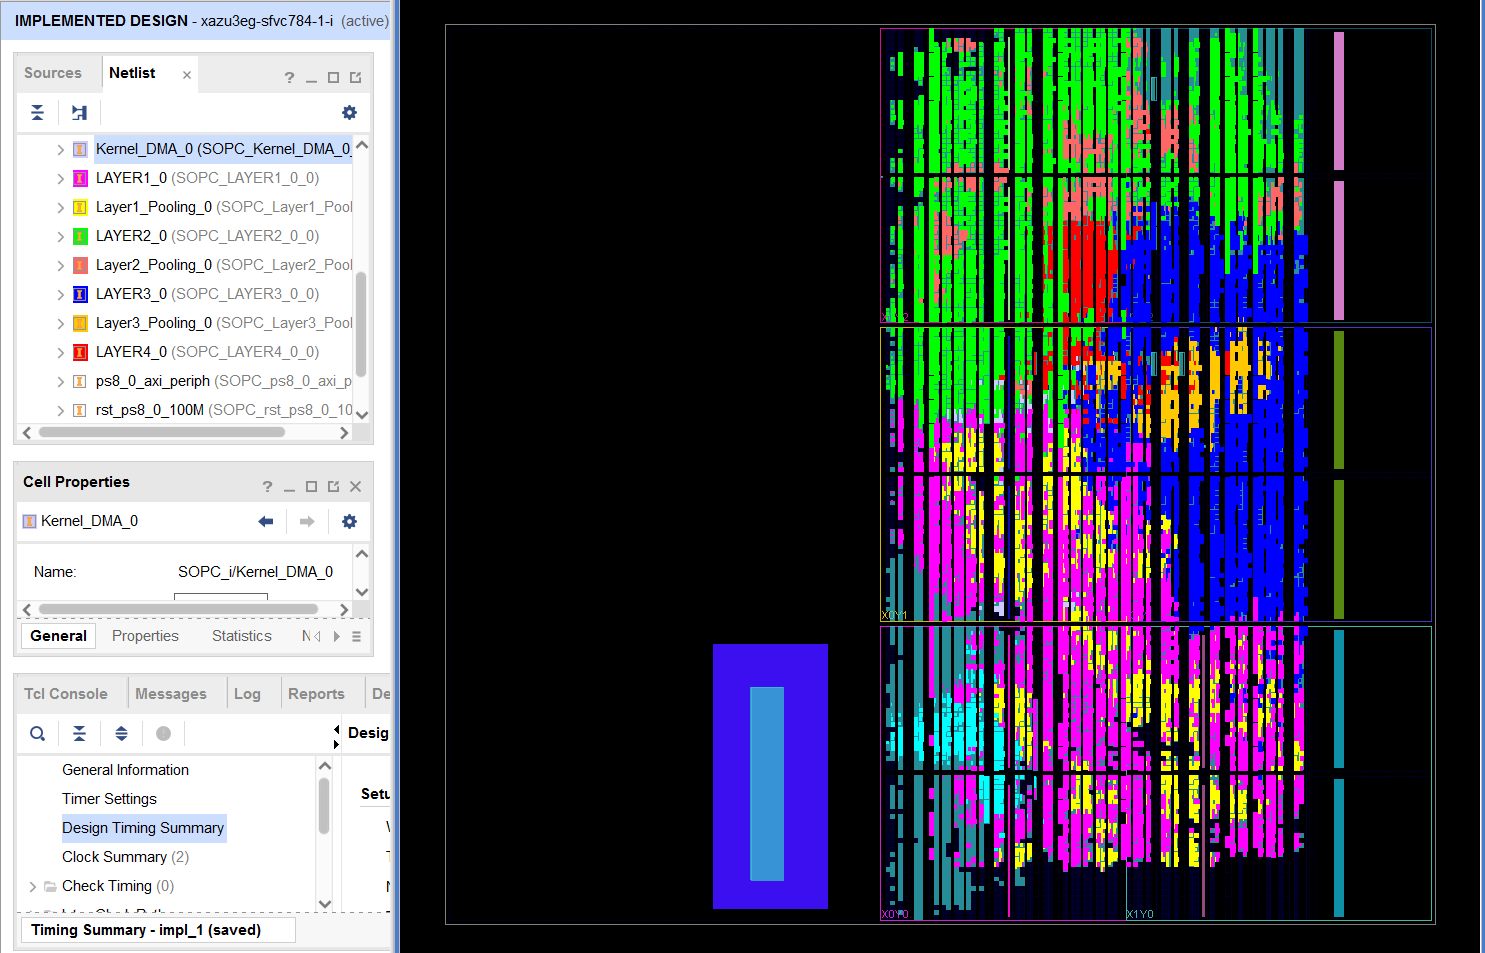 IMPLEMENTED DESIGN - xazu3eg-sfvc784-1-i (active)
Sources Netlist × ?
Kernel_DMA_0 (SOPC_Kernel_DMA_0_
LAYER1_0 (SOPC_LAYER1_0_0)
Layer1_Pooling_0 (SOPC_Layer1_Pool
LAYER2_0 (SOPC_LAYER2_0_0)
Layer2_Pooling_0 (SOPC_Layer2_Pool
LAYER3_0 (SOPC_LAYER3_0_0)
Layer3_Pooling_0 (SOPC_Layer3_Pool
LAYER4_0 (SOPC_LAYER4_0_0)
ps8_0_axi_periph (SOPC_ps8_0_axi_p
rst_ps8_0_100M (SOPC_rst_ps8_0_10
Cell Properties ?
Kernel_DMA_0
Name: SOPC_i/Kernel_DMA_0
General Properties Statistics N
Tcl Console Messages Log Reports De
Desig
General Information
Timer Settings
Setu
Design Timing Summary
Clock Summary (2)
Check Timing (0)
Timing Summary - impl_1 (saved)
X0Y1
X0Y0
X1Y0